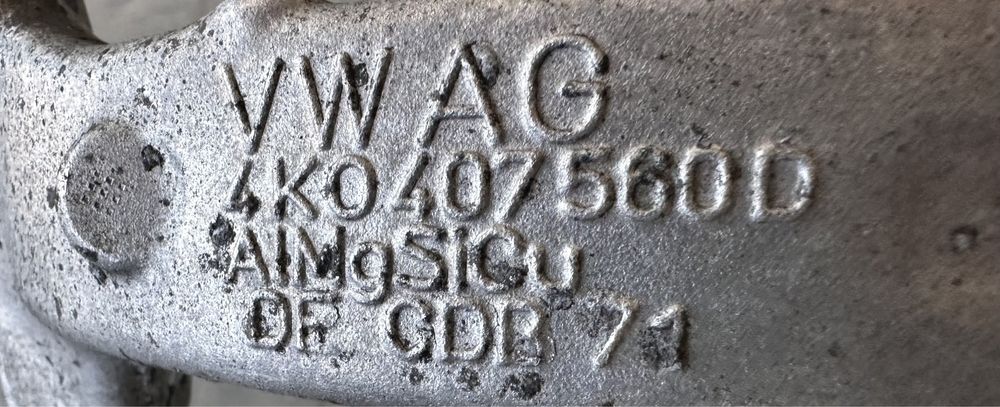 VW AG
4K0407560D
AlMgSiCu
DF GDB 71